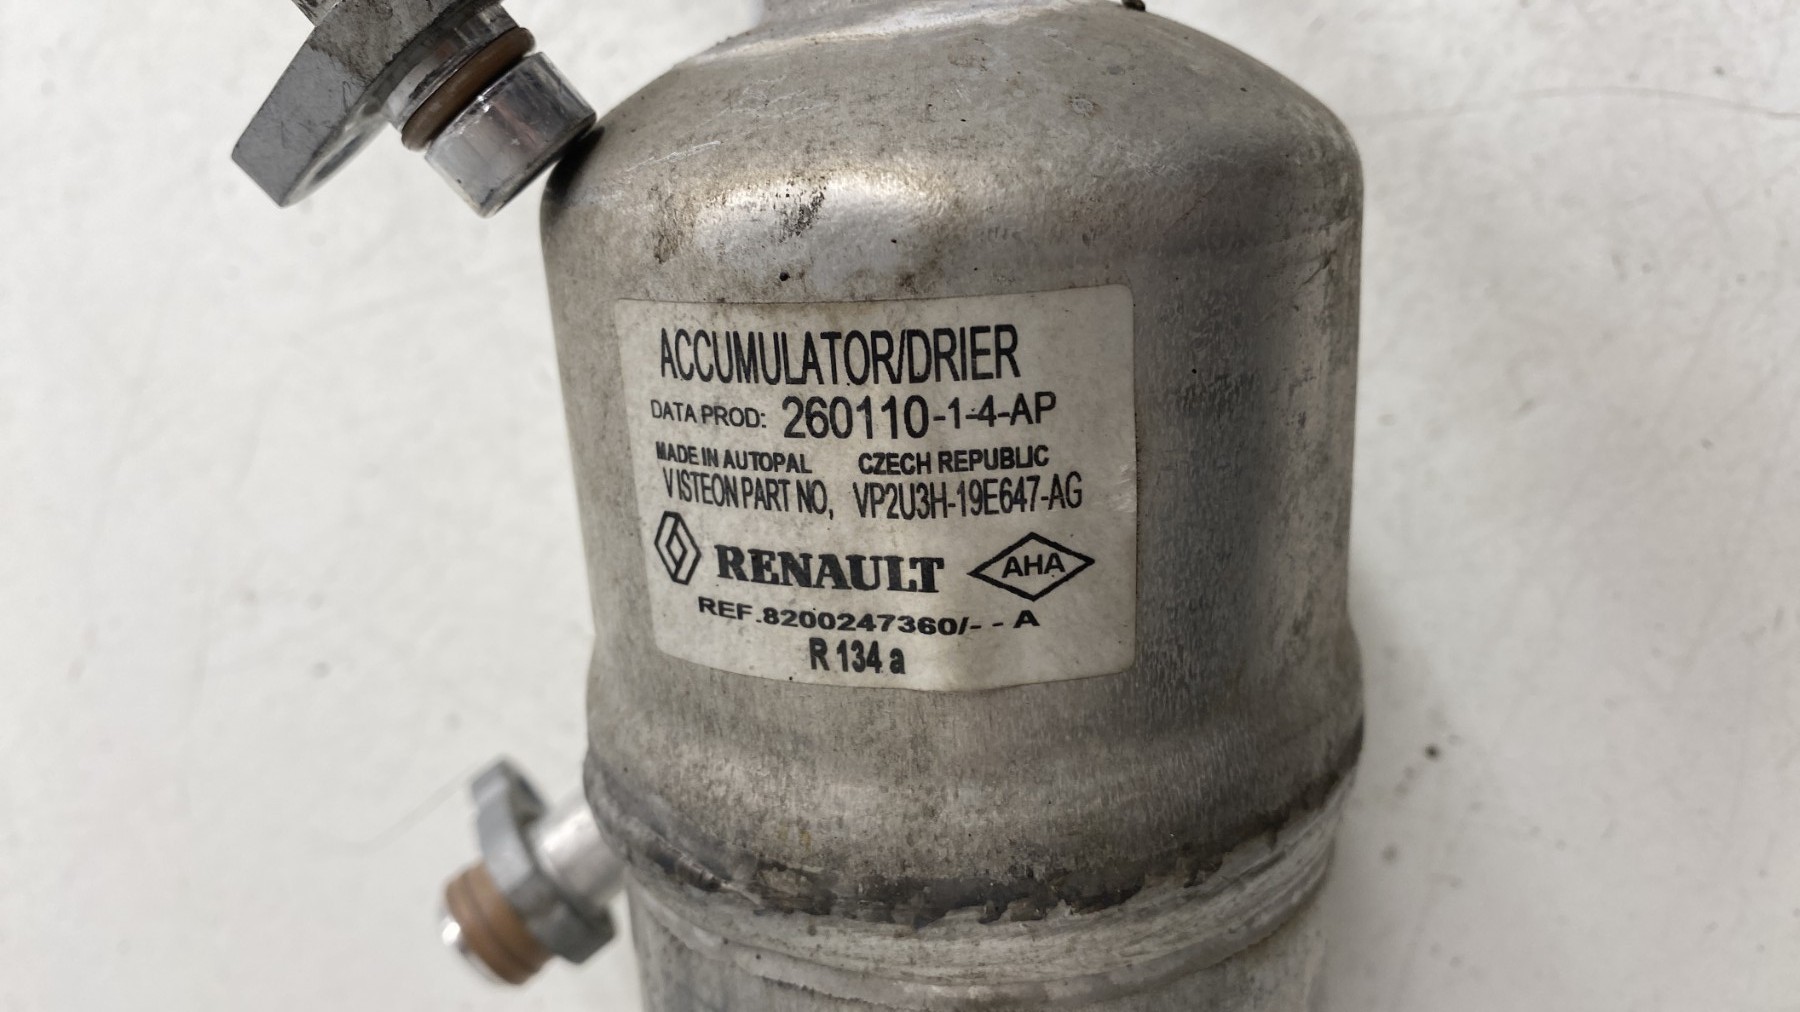 ACCUMULATOR/DRIER
DATA PROD: 260110-1-4-AP
MADE IN AUTOPAL CZECH REPUBLIC
VISTEON PART NO, VP2U3H-19E647-AG
RENAULT AHA
REF.8200247360/- - A
R 134 a